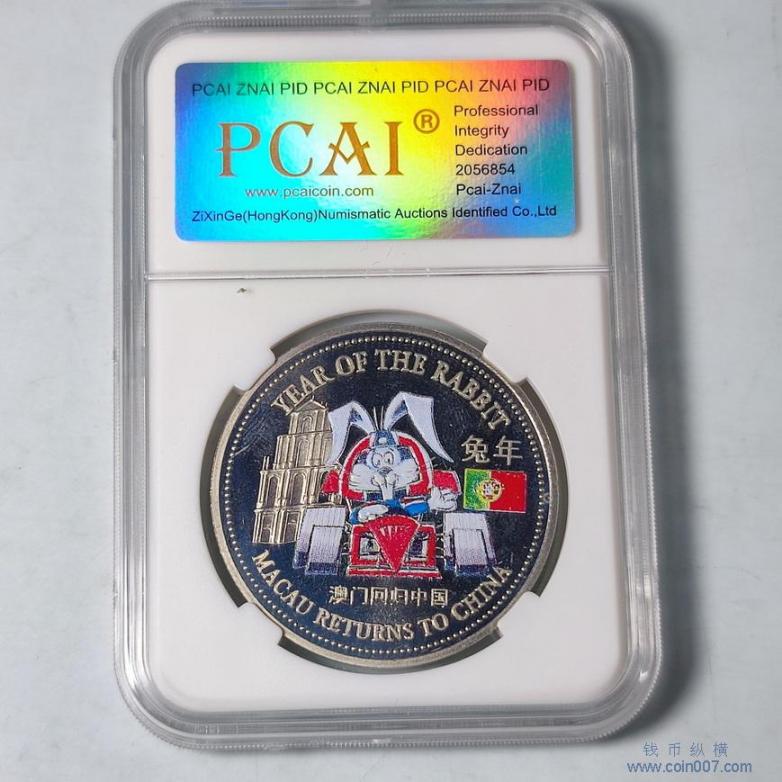 PCAI ZNAI PID PCAI ZNAI PID PCAI ZNAI PID
PCAI®
Professional
Integrity
Dedication
2056854
www.pcaicoin.com
Pcai-Znai
ZiXinGe(HongKong)Numismatic Auctions Identified Co.,Ltd
YEAR OF THE RABBIT
兔年
澳门回归中国
MACAU RETURNS TO CHINA
钱币纵横
www.coin007.com